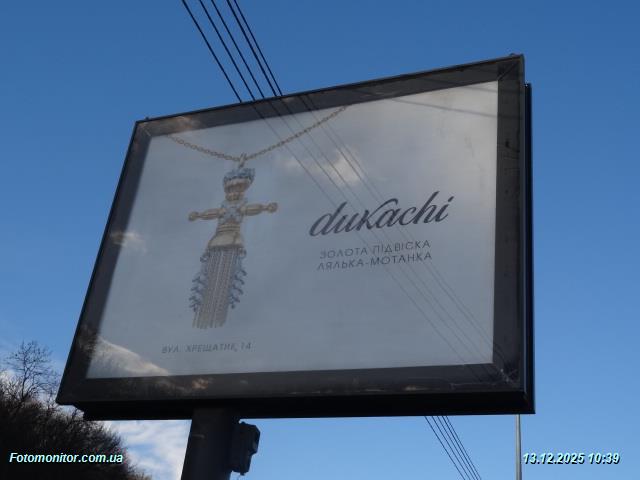 dukachi
ЗОЛОТА ПІДВІСКА
ЛЯЛЬКА-МОТАНКА
ВУЛ. ХРЕЩАТИК, 14
Fotomonitor.com.ua
13.12.2025 10:39